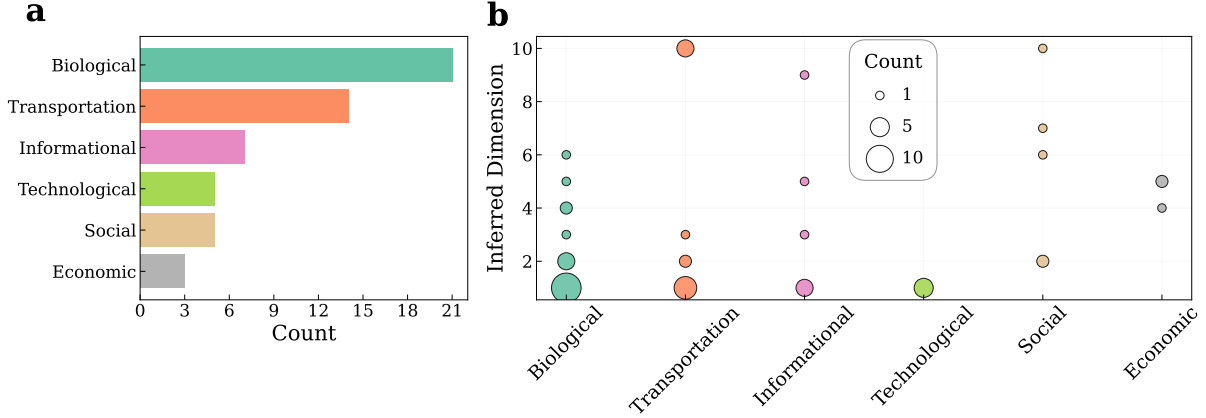 a
Biological
Transportation
Informational
Technological
Social
Economic
0 3 6 9 12 15 18 21
Count
b
Inferred Dimension
10
8
6
4
2
Count
1
5
10
Biological
Transportation
Informational
Technological
Social
Economic